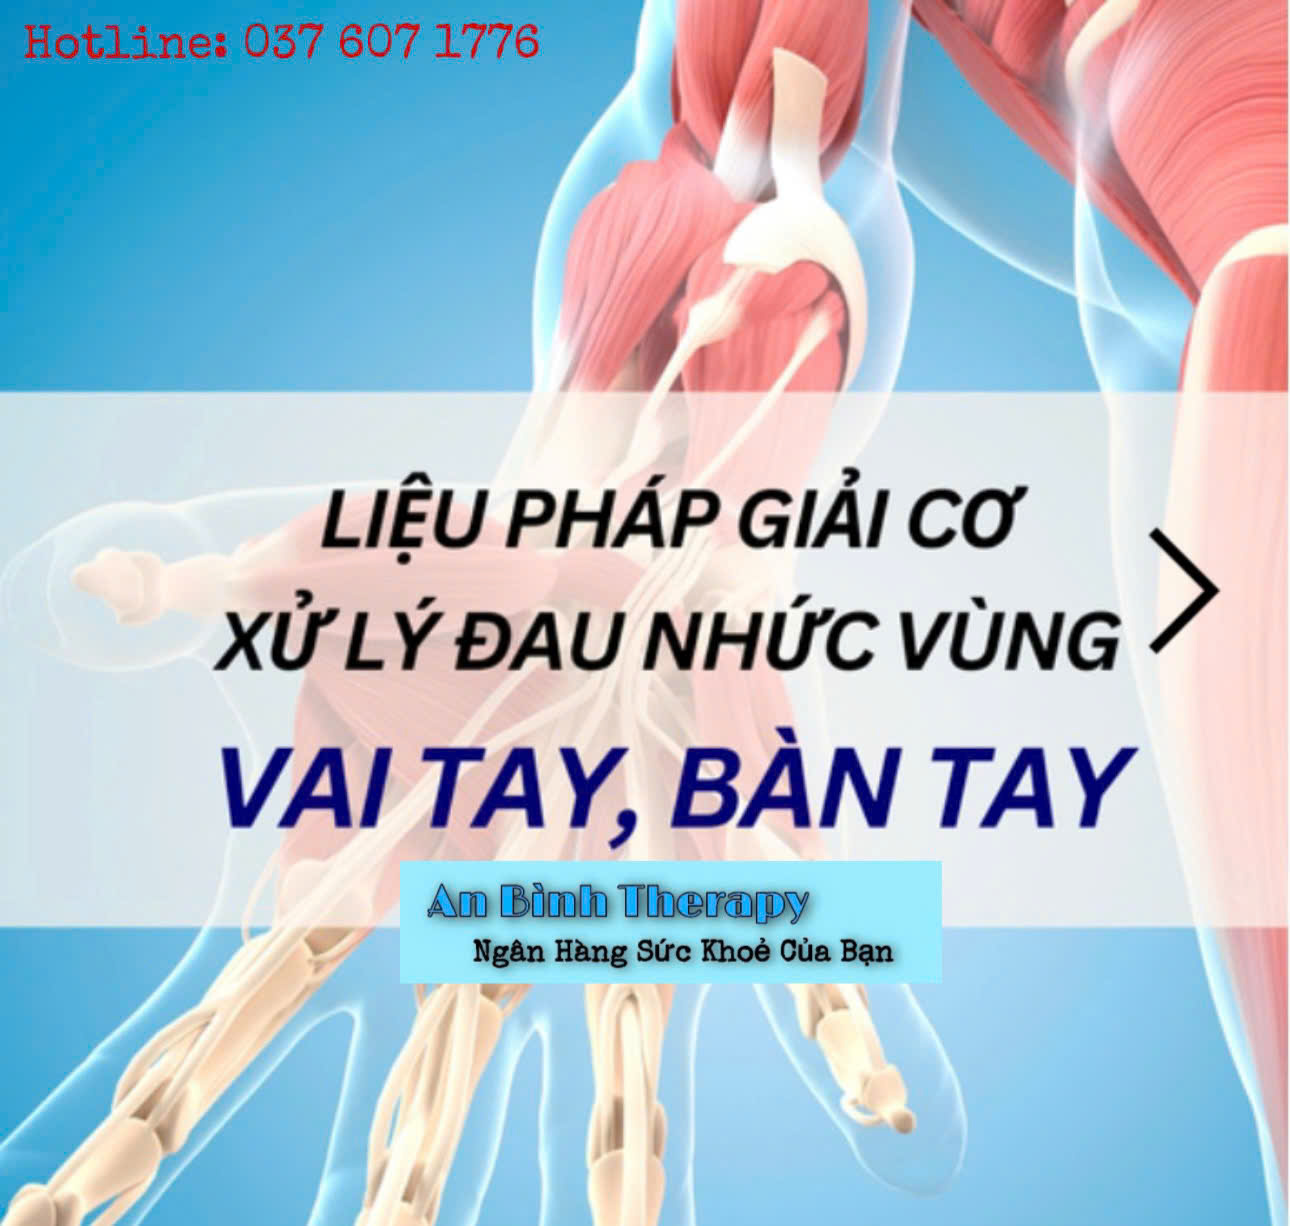 Hotline: 037 607 1776
LIỆU PHÁP GIẢI CƠ
XỬ LÝ ĐAU NHỨC VÙNG
VAI TAY, BÀN TAY
An Bình Therapy
Ngân Hàng Sức Khoẻ Của Bạn